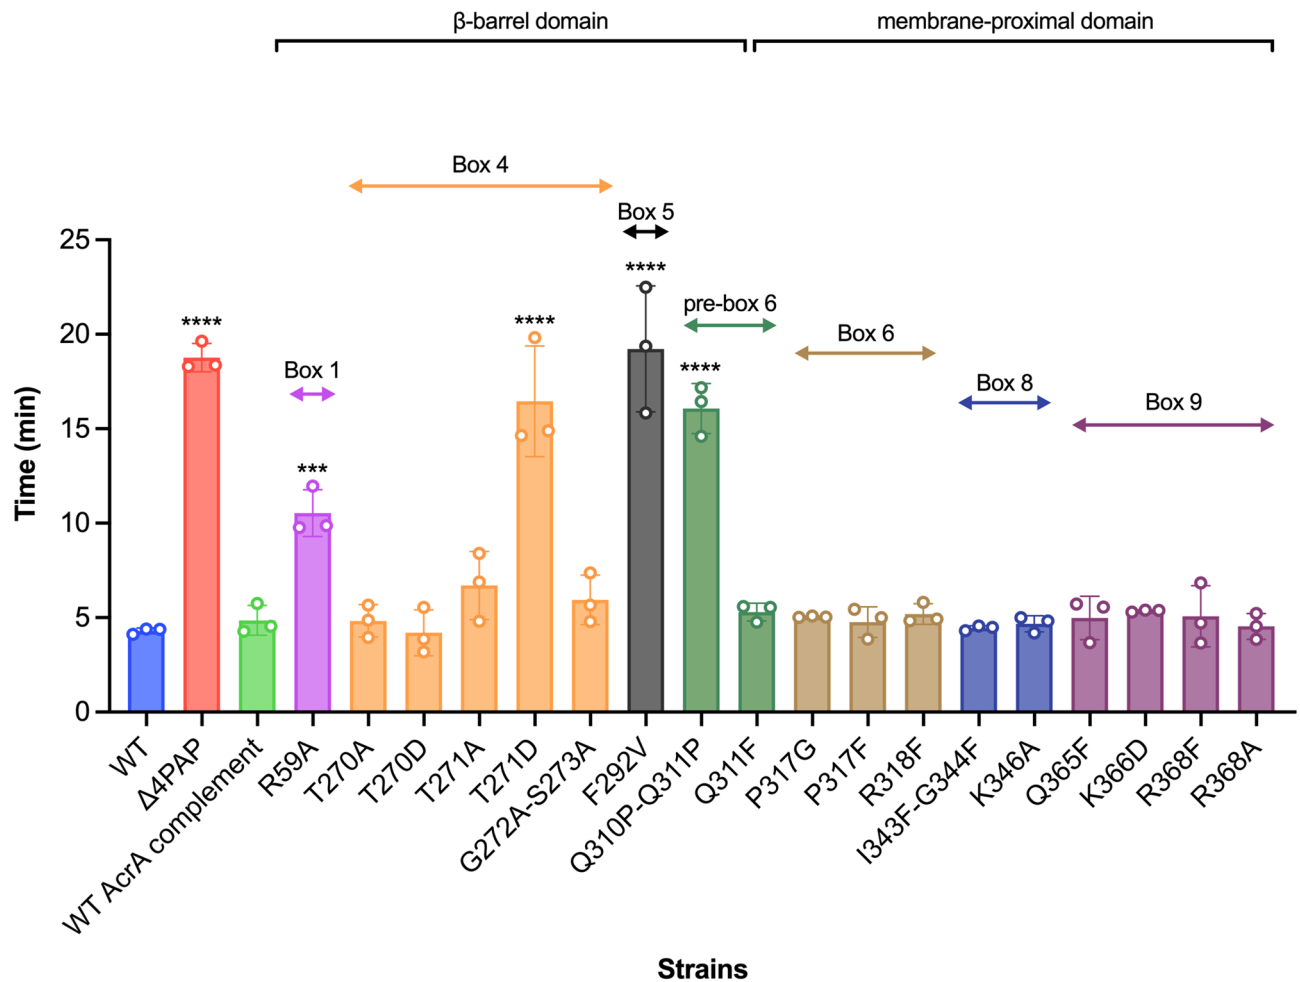 β-barrel domain
membrane-proximal domain
Box 4
Box 5
****
pre-box 6
Box 6
Box 8
Box 9
Box 1
****
****
****
***
Time (min)
25
20
15
10
5
0
WT
Δ4PAP
WT AcrA complement
R59A
T270A
T270D
T271A
T271D
G272A-S273A
F292V
Q310P-Q311P
Q311F
P317G
P317F
R318F
I343F-G344F
K346A
Q365F
K366D
R368F
R368A
Strains